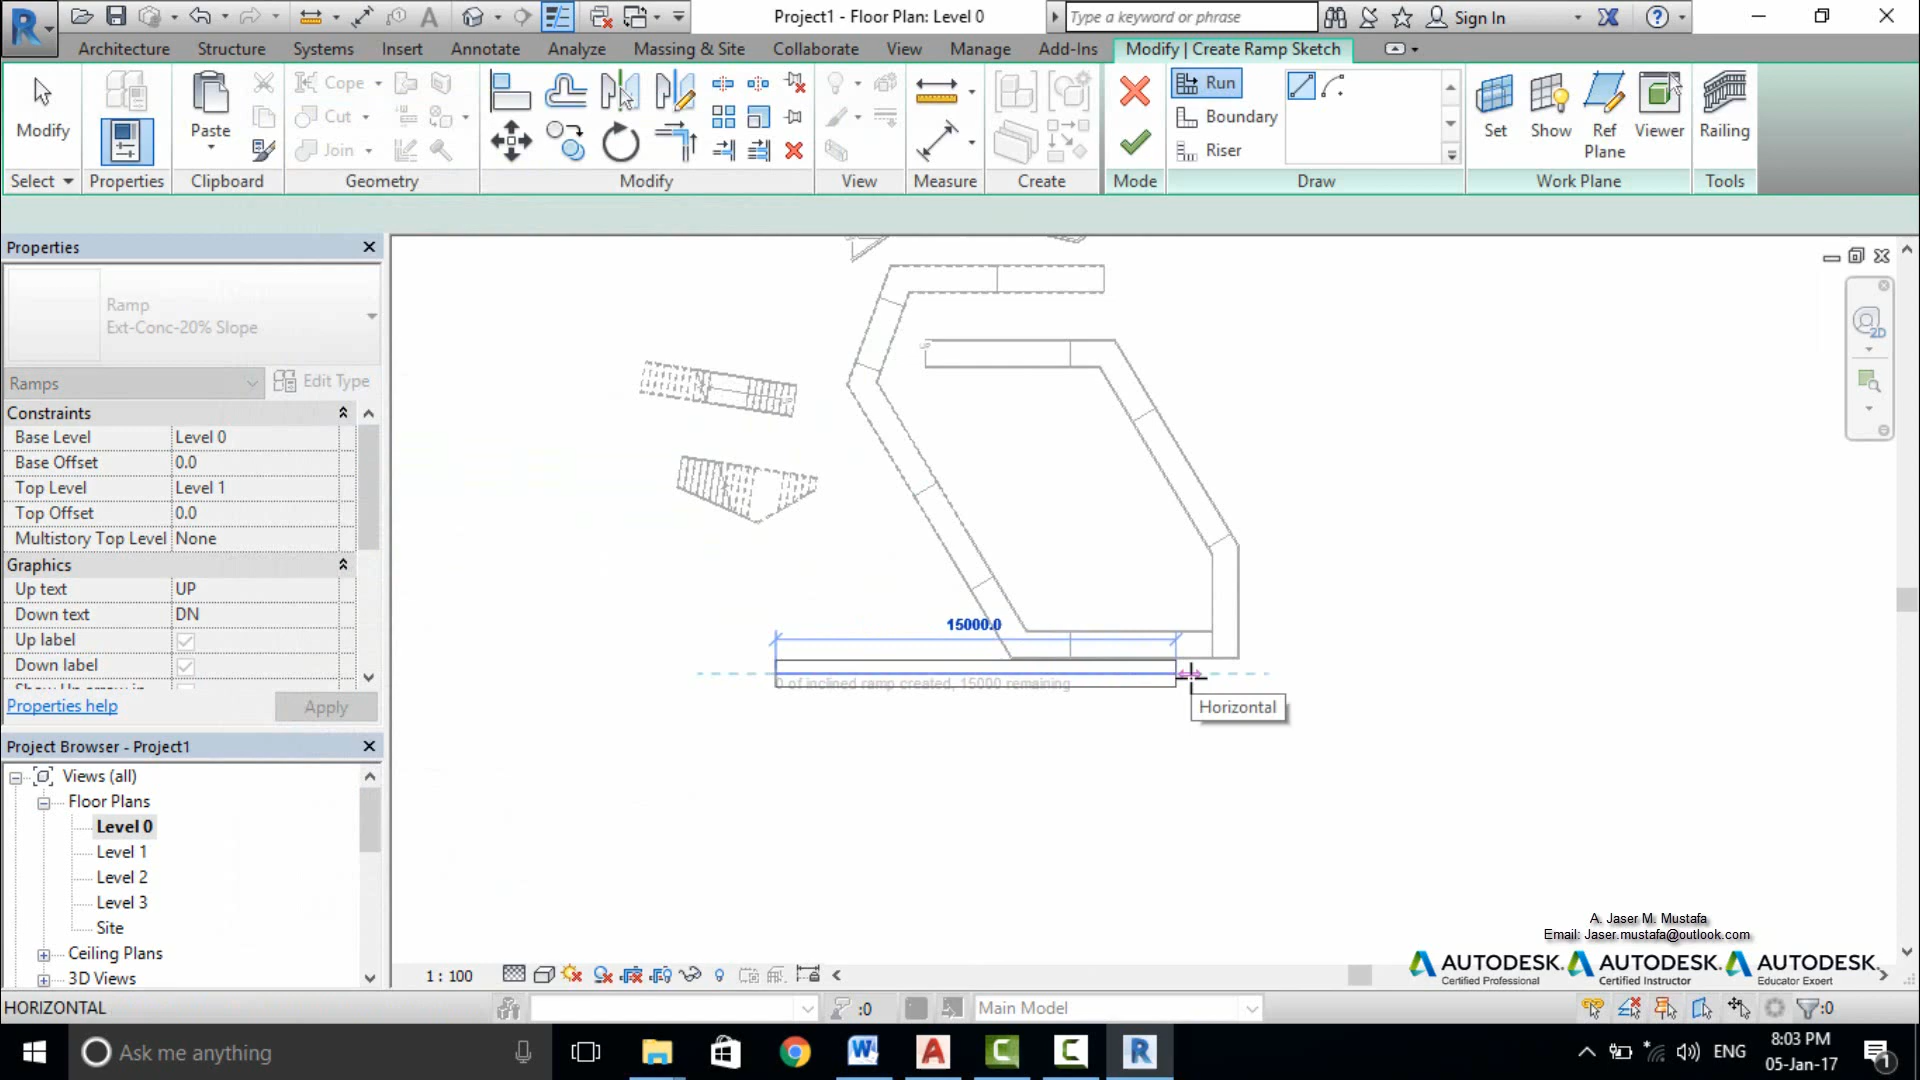 Project1 - Floor Plan: Level 0
Type a keyword or phrase
Sign In
Architecture
Structure
Systems
Insert
Annotate
Analyze
Massing & Site
Collaborate
View
Manage
Add-Ins
Modify | Create Ramp Sketch
Modify
Paste
Cope
Cut
Join
Run
Boundary
Riser
Set
Show
Ref
Plane
Viewer
Railing
Select
Properties
Clipboard
Geometry
Modify
View
Measure
Create
Mode
Draw
Work Plane
Tools
Properties
Ramp
Ext-Conc-20% Slope
Ramps
Edit Type
Constraints
Base Level Level 0
Base Offset 0.0
Top Level Level 1
Top Offset 0.0
Multistory Top Level None
Graphics
Up text UP
Down text DN
Up label
Down label
Properties help
Apply
15000.0
0 of inclined ramp created, 15000 remaining
Horizontal
Project Browser - Project1
Views (all)
Floor Plans
Level 0
Level 1
Level 2
Level 3
Site
Ceiling Plans
3D Views
A. Jaser M. Mustafa
Email: Jaser.mustafa@outlook.com
AUTODESK.
Certified Professional
AUTODESK.
Certified Instructor
AUTODESK.
Educator Expert
1 : 100
HORIZONTAL
:0
Main Model
:0
Ask me anything
ENG
8:03 PM
05-Jan-17
1